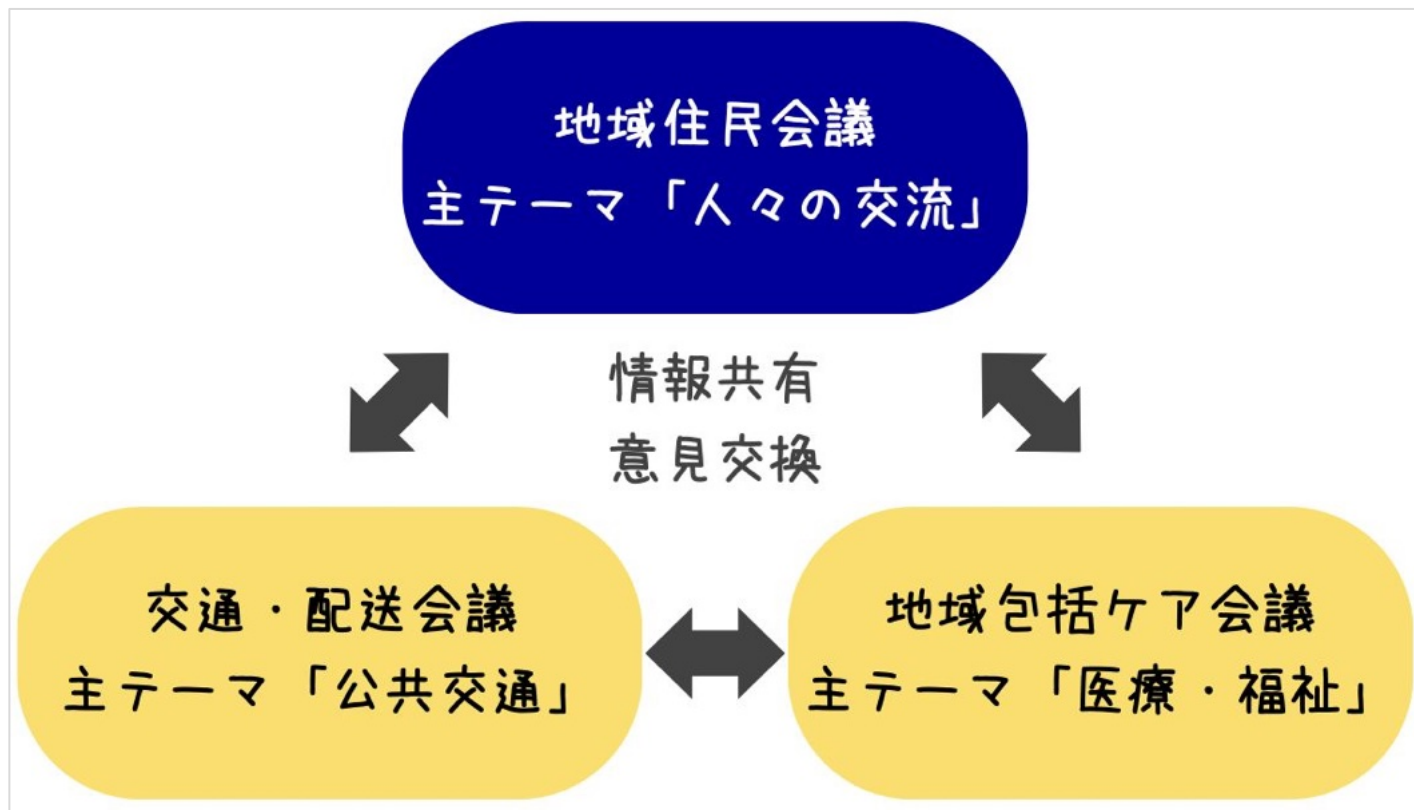 地域住民会議
主テーマ「人々の交流」
情報共有
意見交換
交通・配送会議
主テーマ「公共交通」
地域包括ケア会議
主テーマ「医療・福祉」